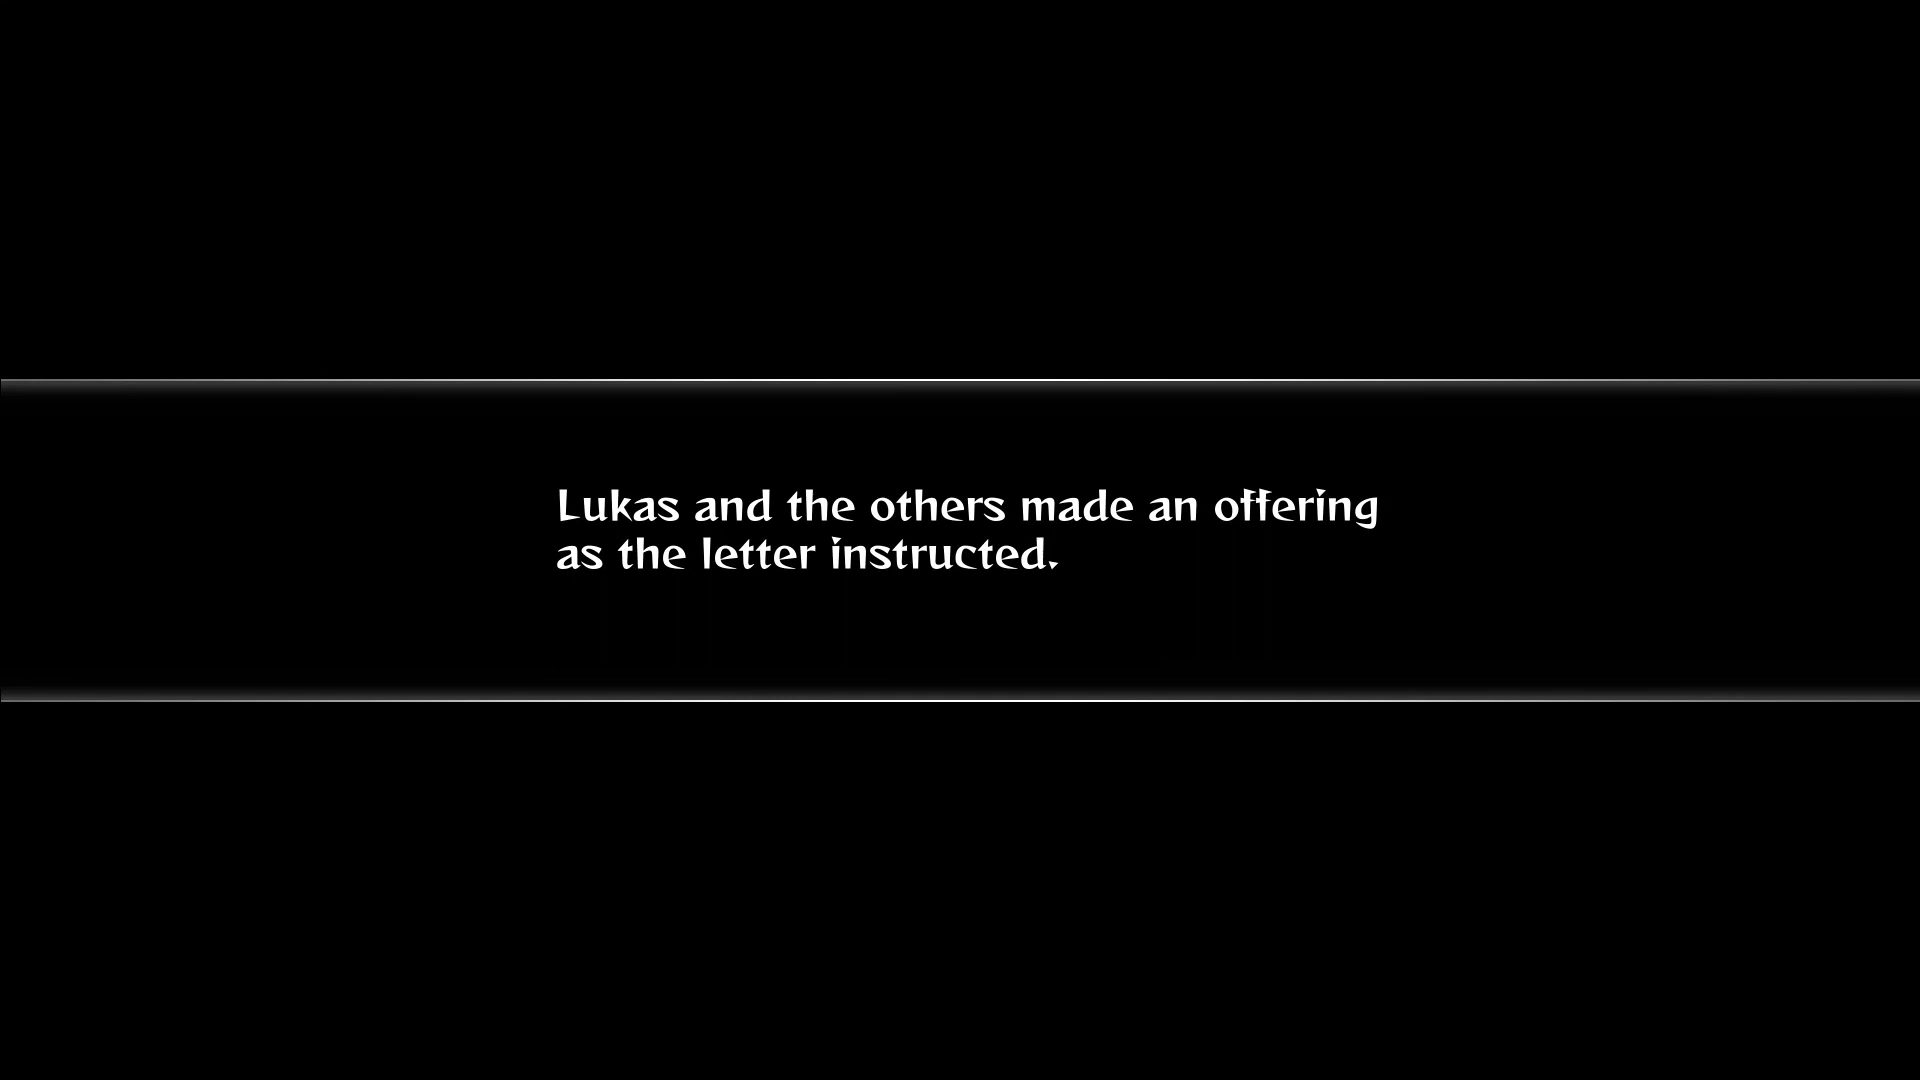 Lukas and the others made an offering
as the letter instructed.